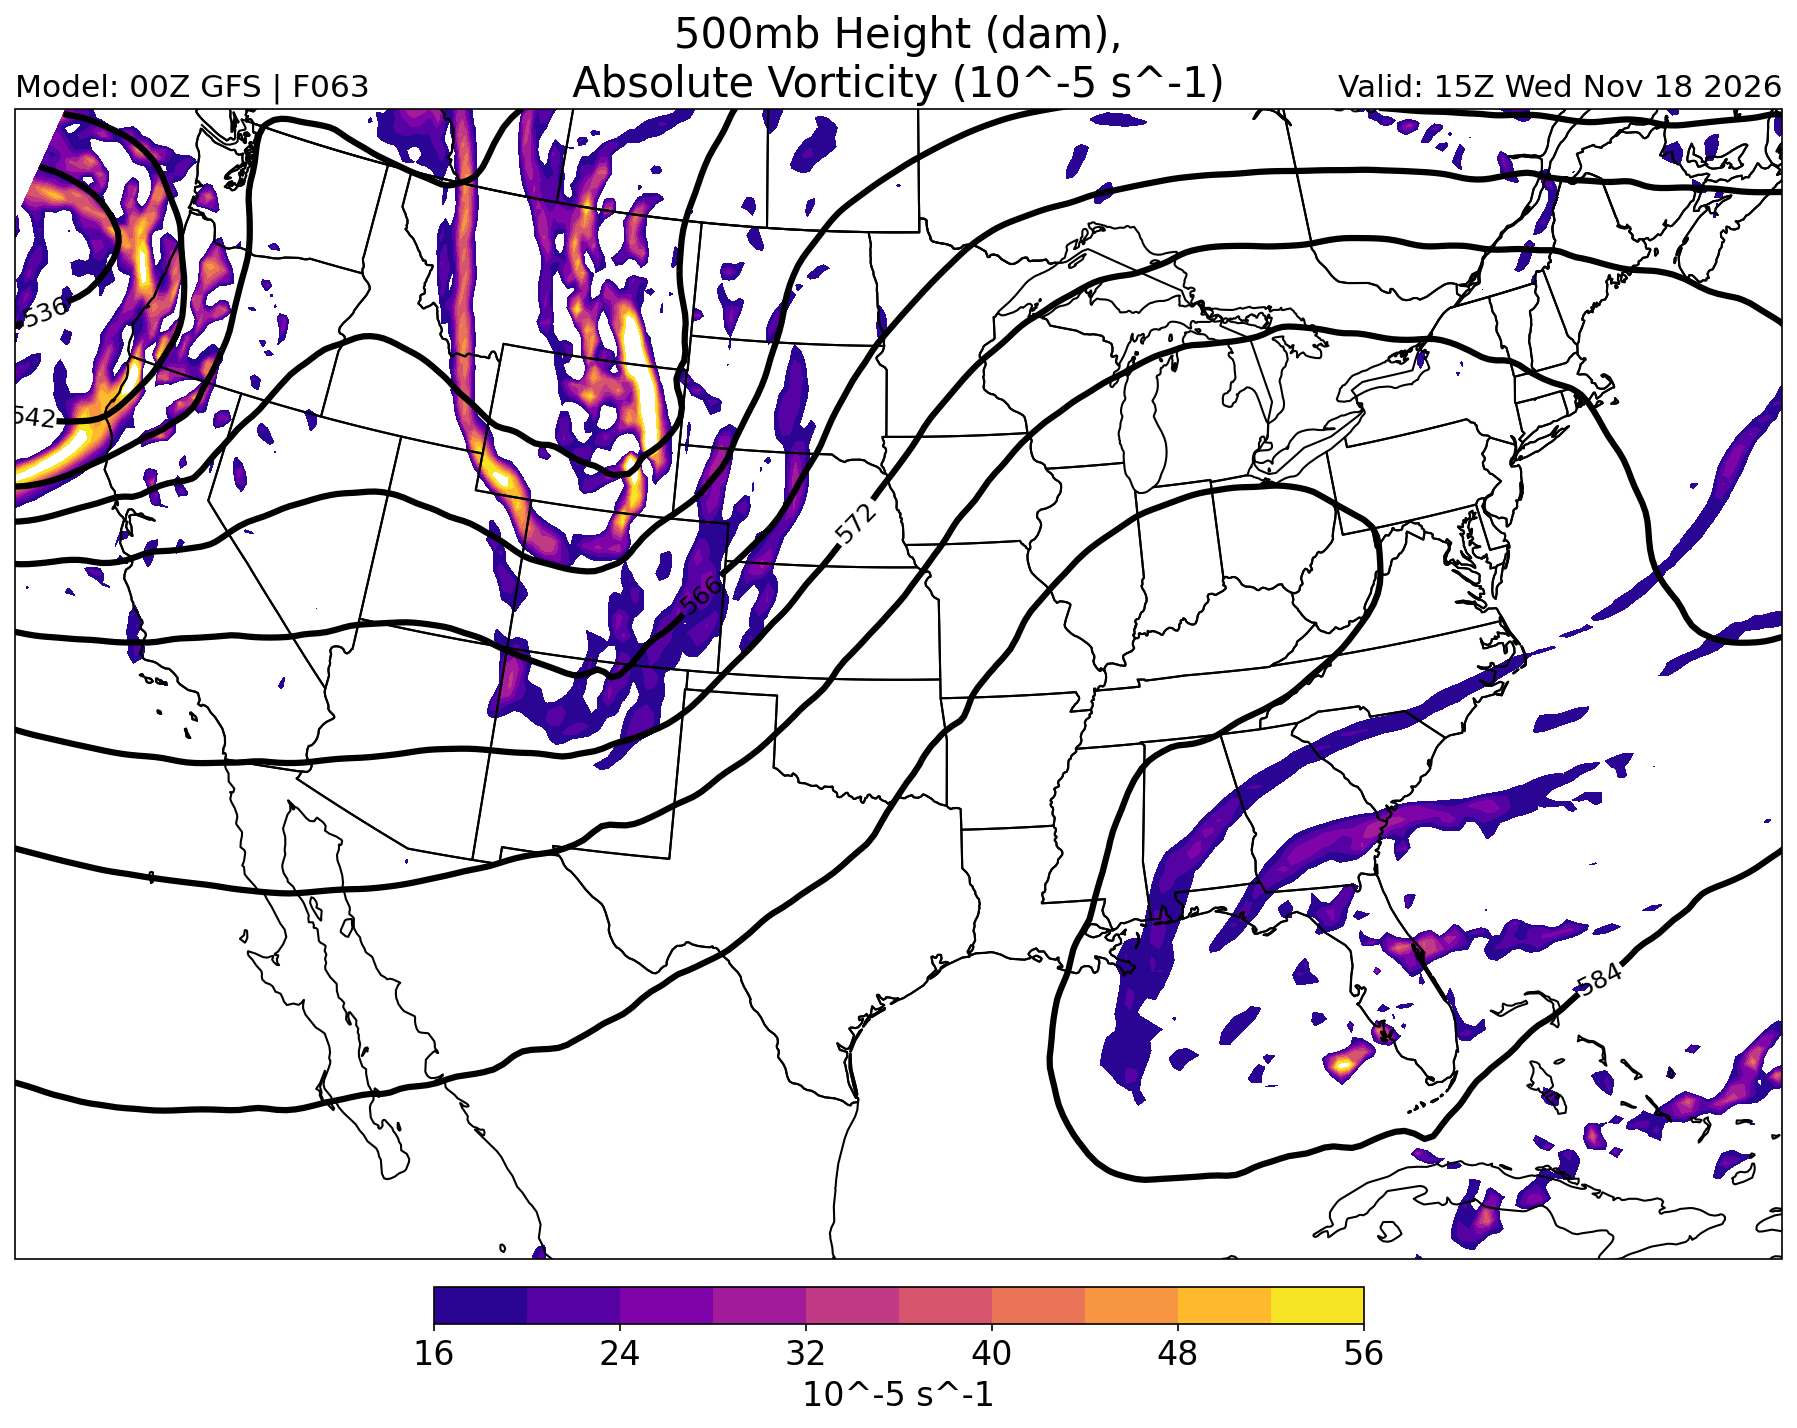 500mb Height (dam),
Model: 00Z GFS | F063
Absolute Vorticity (10^-5 s^-1)
Valid: 15Z Wed Nov 18 2026
536
542
572
566
584
16
24
32
40
48
56
10^-5 s^-1